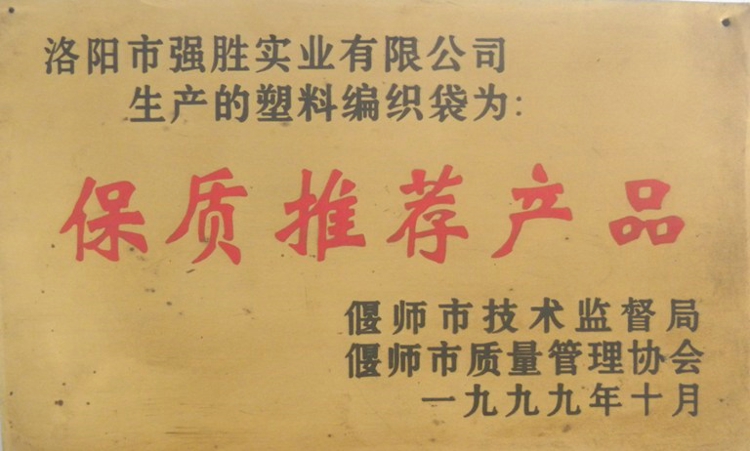 洛阳市强胜实业有限公司
生产的塑料编织袋为:
保质推荐产品
偃师市技术监督局
偃师市质量管理协会
一九九九年十月